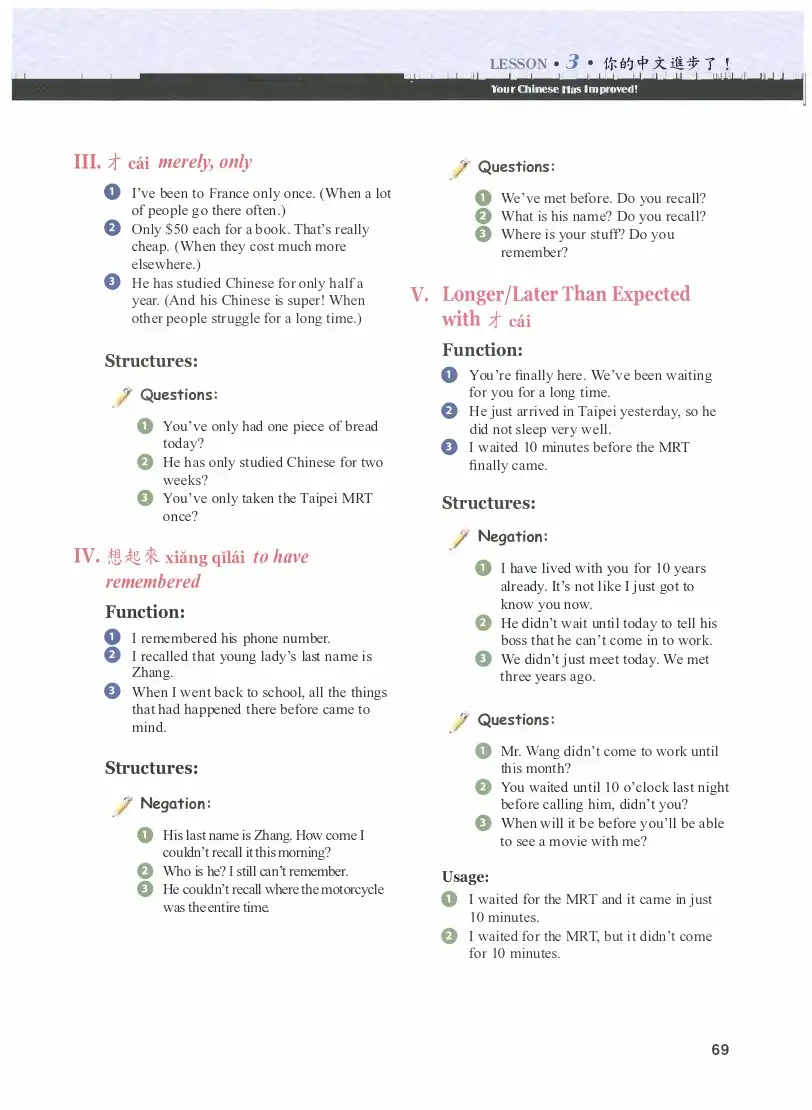 LESSON • 3 • 你的中文進步了！
Your Chinese Has Improved!
III. 才 cái merely, only
1 I've been to France only once. (When a lot
of people go there often.)
2 Only $50 each for a book. That's really
cheap. (When they cost much more
elsewhere.)
3 He has studied Chinese for only half a
year. (And his Chinese is super! When
other people struggle for a long time.)
Structures:
Questions:
1 You've only had one piece of bread
today?
2 He has only studied Chinese for two
weeks?
3 You've only taken the Taipei MRT
once?
IV. 想起來 xiǎng qǐlái to have
remembered
Function:
1 I remembered his phone number.
2 I recalled that young lady's last name is
Zhang.
3 When I went back to school, all the things
that had happened there before came to
mind.
Structures:
Negation:
1 His last name is Zhang. How come I
couldn't recall it this morning?
2 Who is he? I still can't remember.
3 He couldn't recall where the motorcycle
was the entire time.
Questions:
1 We've met before. Do you recall?
2 What is his name? Do you recall?
3 Where is your stuff? Do you
remember?
V. Longer/Later Than Expected
with 才 cái
Function:
1 You're finally here. We've been waiting
for you for a long time.
2 He just arrived in Taipei yesterday, so he
did not sleep very well.
3 I waited 10 minutes before the MRT
finally came.
Structures:
Negation:
1 I have lived with you for 10 years
already. It's not like I just got to
know you now.
2 He didn't wait until today to tell his
boss that he can't come in to work.
3 We didn't just meet today. We met
three years ago.
Questions:
1 Mr. Wang didn't come to work until
this month?
2 You waited until 10 o'clock last night
before calling him, didn't you?
3 When will it be before you'll be able
to see a movie with me?
Usage:
1 I waited for the MRT and it came in just
10 minutes.
2 I waited for the MRT, but it didn't come
for 10 minutes.
69